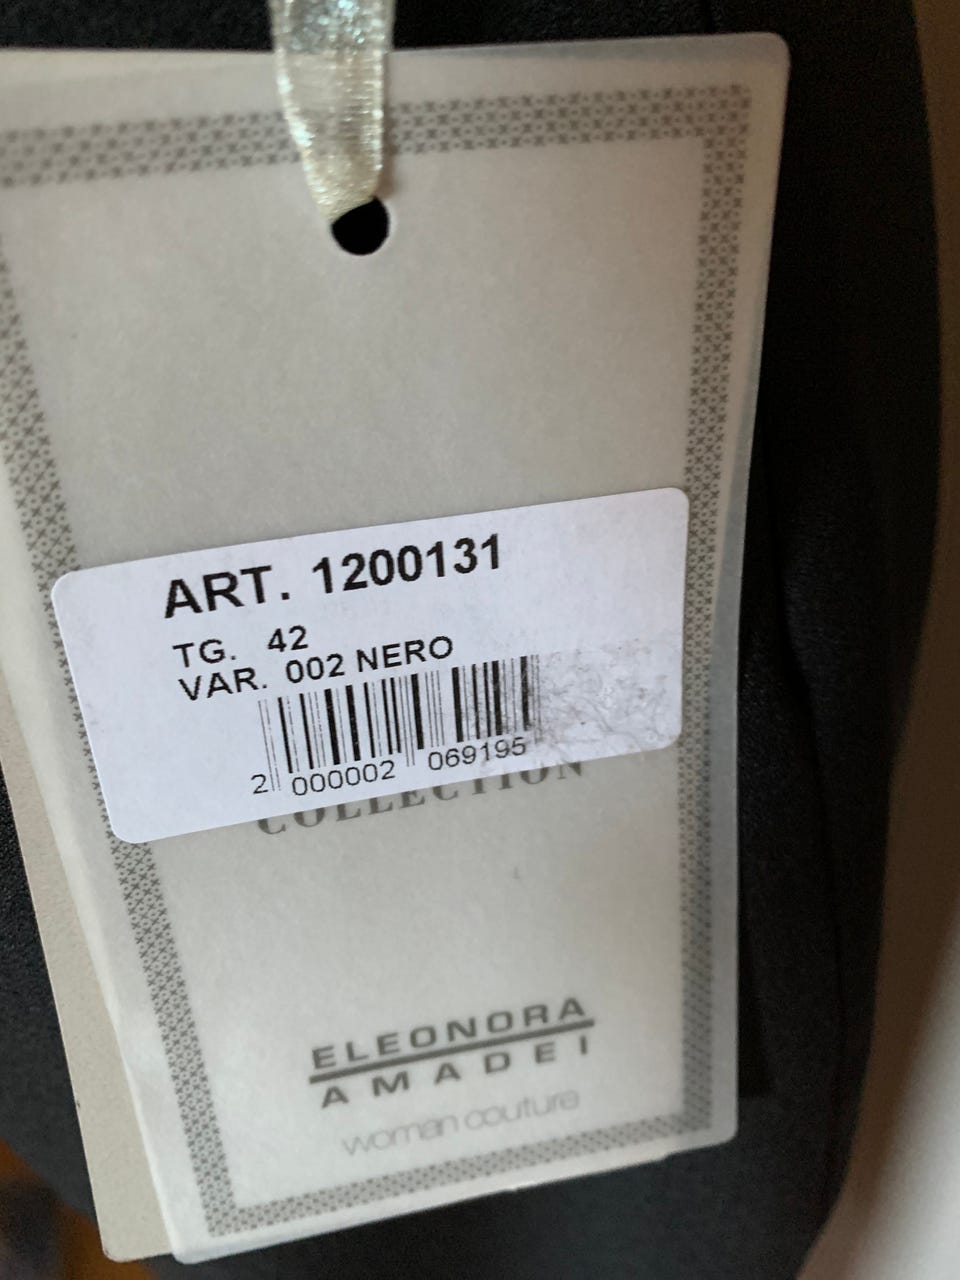 ART. 1200131
TG. 42
VAR. 002 NERO
2 000002 069195
COLLECTION
ELEONORA
AMADEI
woman couture